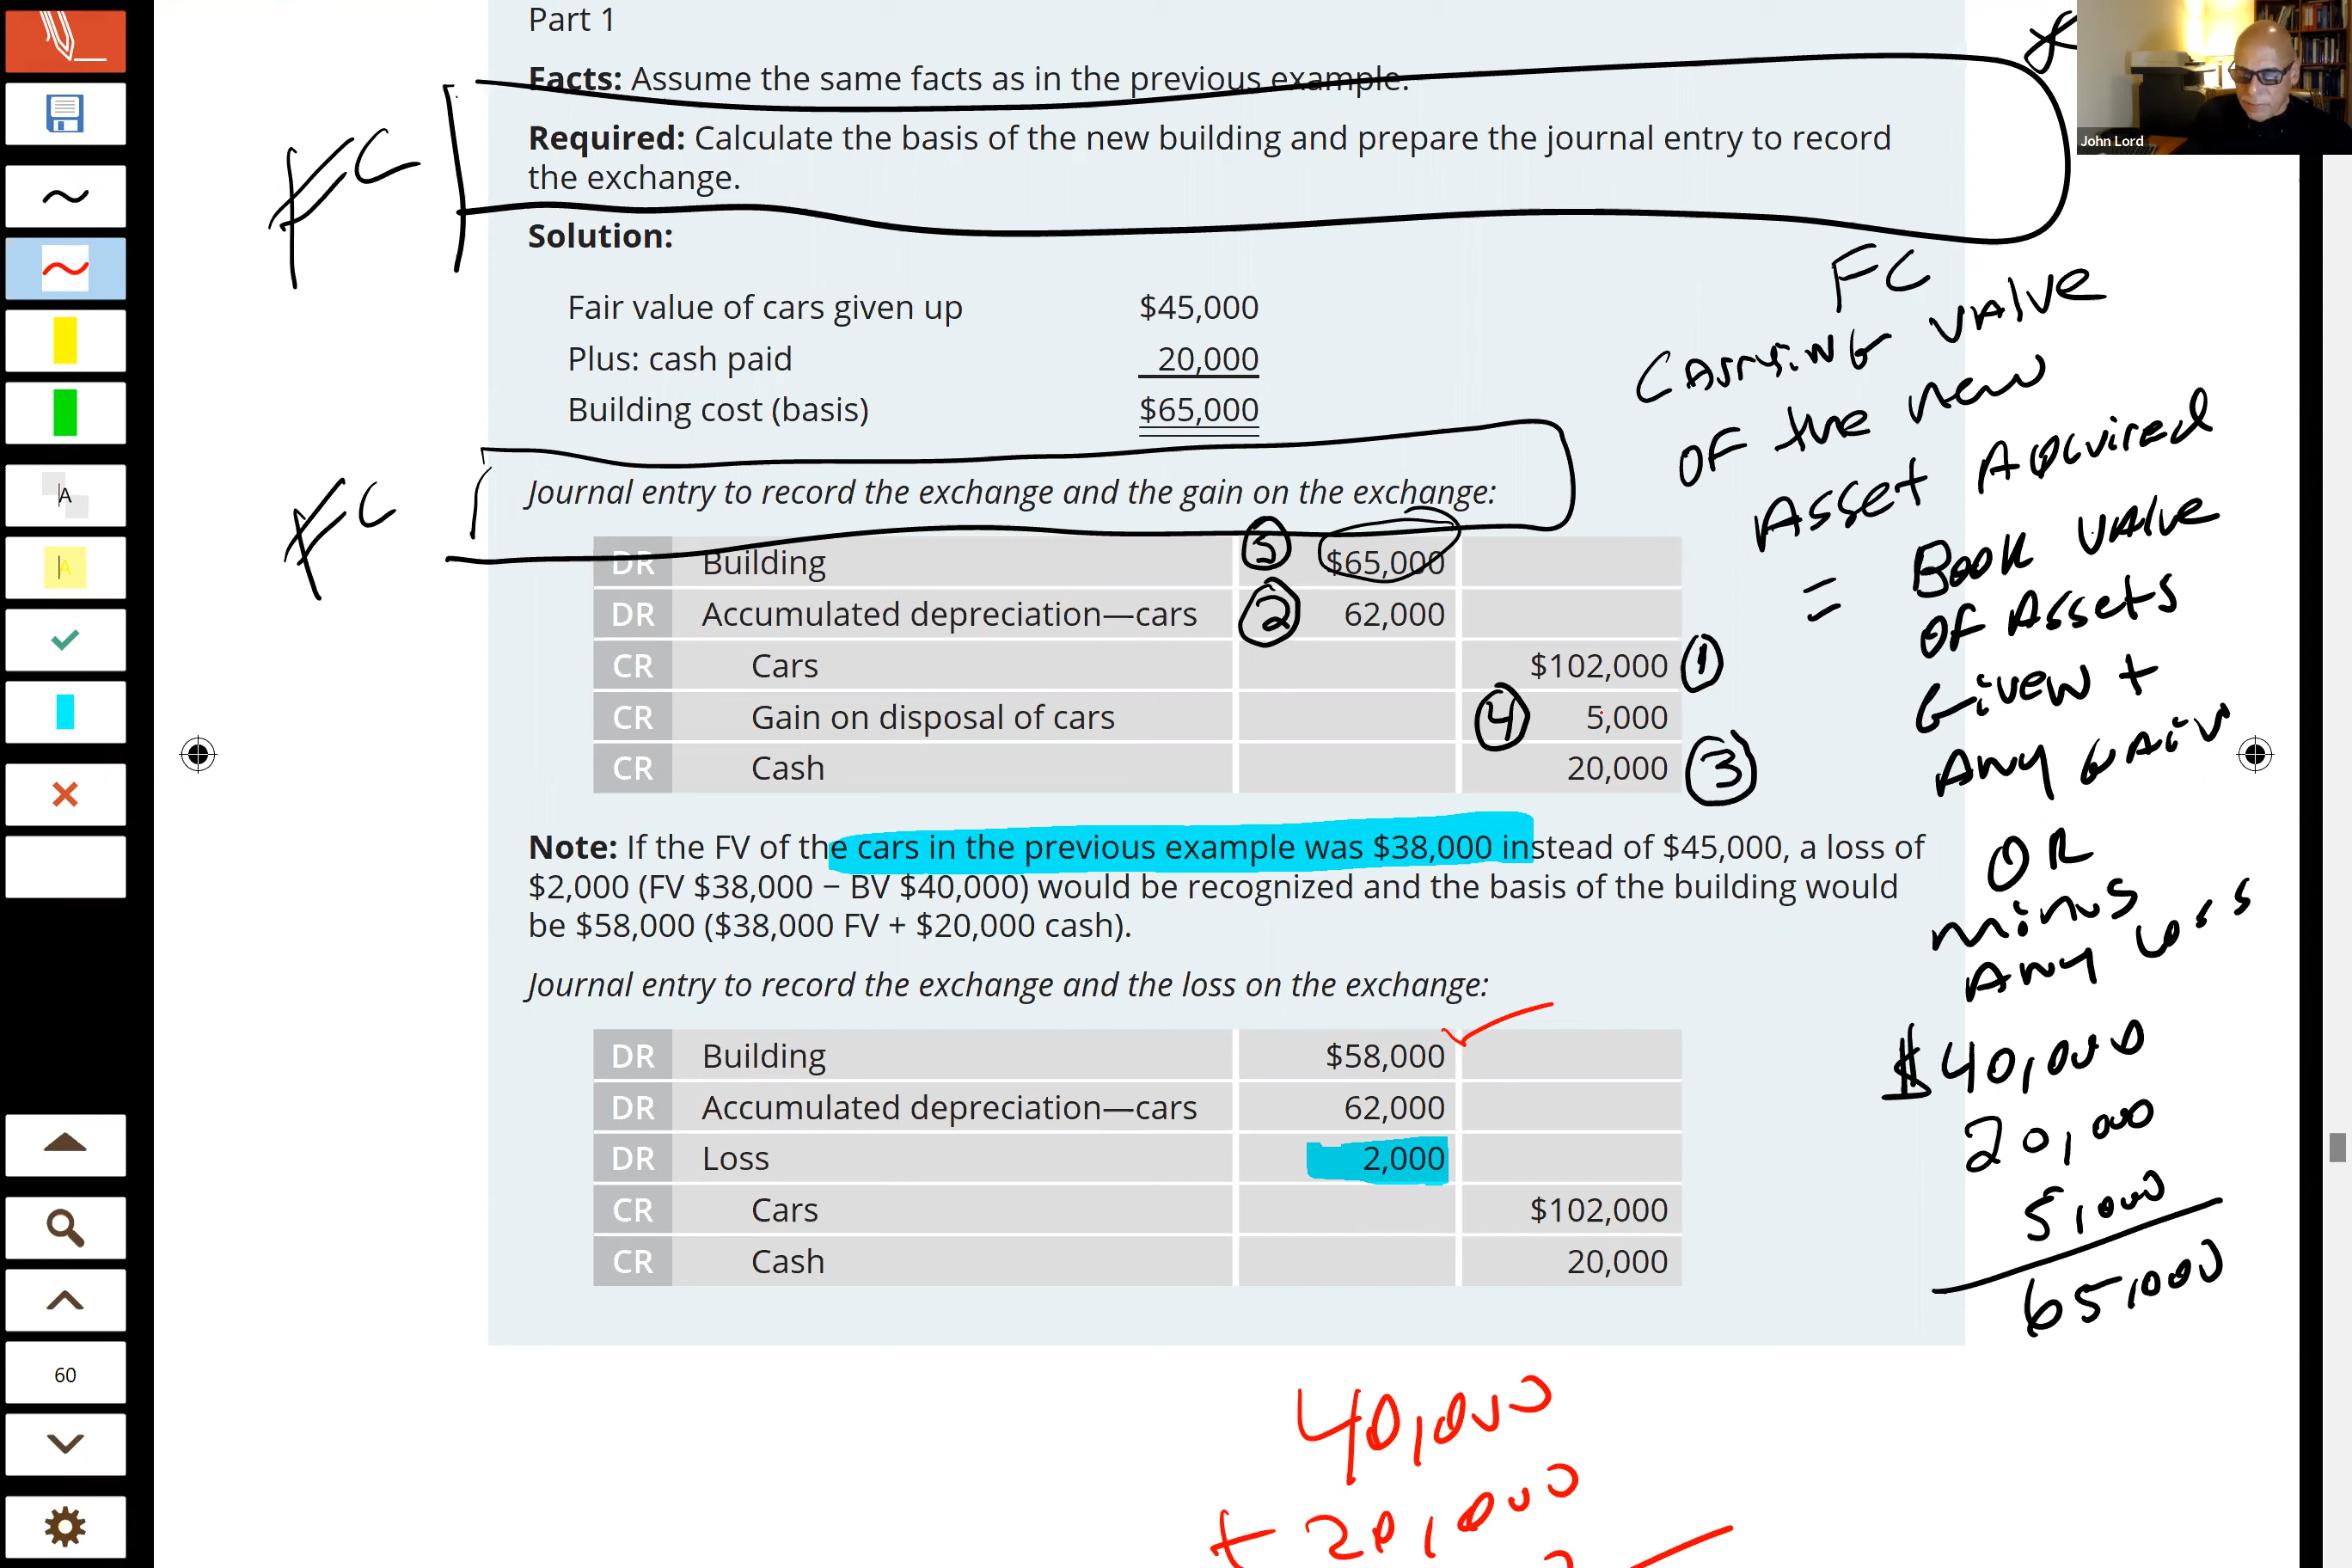 Part 1
Facts: Assume the same facts as in the previous example.
Required: Calculate the basis of the new building and prepare the journal entry to record
the exchange.
FC
Solution:
Fair value of cars given up $45,000
Plus: cash paid 20,000
Building cost (basis) $65,000
FC
Journal entry to record the exchange and the gain on the exchange:
DR Building 5 $65,000
DR Accumulated depreciation—cars 2 62,000
CR Cars $102,000 1
CR Gain on disposal of cars 4 5,000
CR Cash 20,000 3
Note: If the FV of the cars in the previous example was $38,000 instead of $45,000, a loss of
$2,000 (FV $38,000 − BV $40,000) would be recognized and the basis of the building would
be $58,000 ($38,000 FV + $20,000 cash).
Journal entry to record the exchange and the loss on the exchange:
DR Building $58,000
DR Accumulated depreciation—cars 62,000
DR Loss 2,000
CR Cars $102,000
CR Cash 20,000
FC
Carrying value
of the new
Asset Acquired
= Book value
of Assets
Given +
Any gain
OR
minus
Any loss
$40,000
20,000
5,000
65,000
40,000
+ 20,000
John Lord
A
A
60